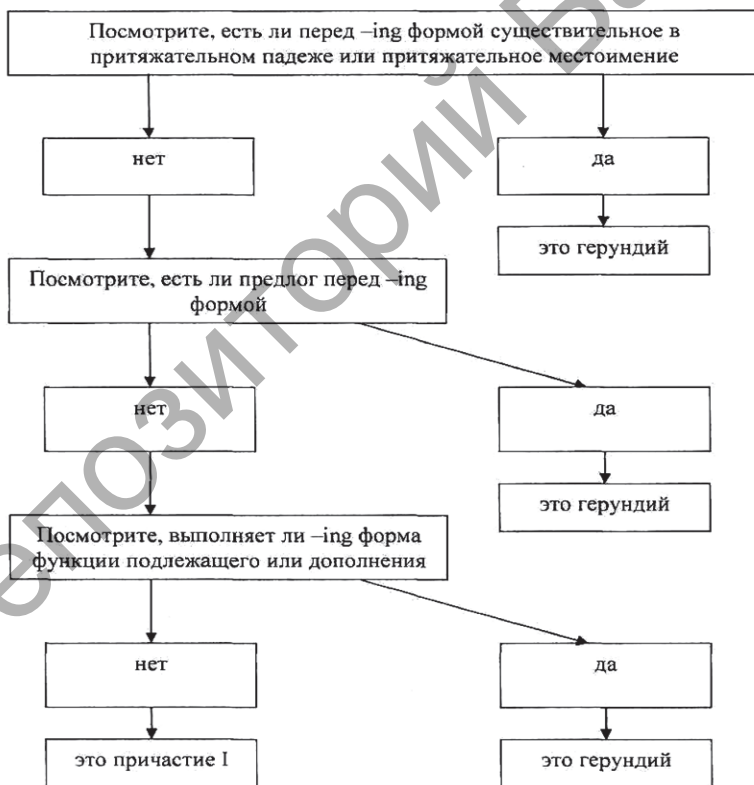 Посмотрите, есть ли перед –ing формой существительное в
притяжательном падеже или притяжательное местоимение
нет
да
это герундий
Посмотрите, есть ли предлог перед –ing
формой
нет
да
это герундий
Посмотрите, выполняет ли –ing форма
функции подлежащего или дополнения
нет
да
это причастие I
это герундий